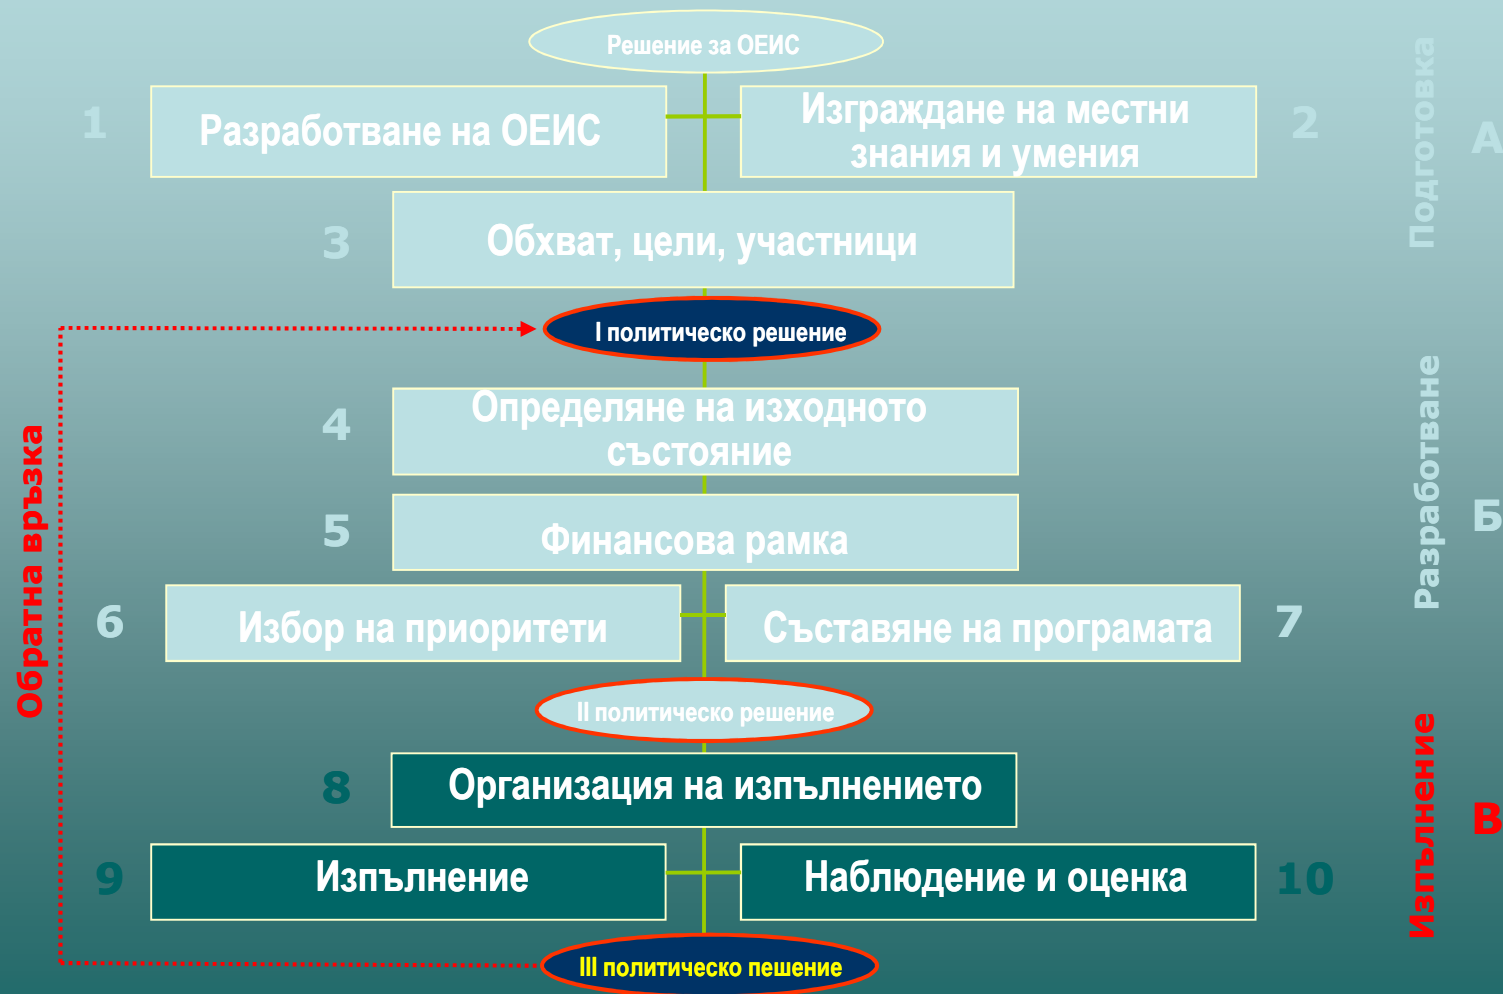 Решение за ОЕИС
1
Разработване на ОЕИС
Изграждане на местни
знания и умения
2
Подготовка
А
3
Обхват, цели, участници
I политическо решение
4
Определяне на изходното
състояние
5
Финансова рамка
Разработване
Б
Обратна връзка
6
Избор на приоритети
Съставяне на програмата
7
II политическо решение
8
Организация на изпълнението
Изпълнение
В
9
Изпълнение
Наблюдение и оценка
10
III политическо пешение